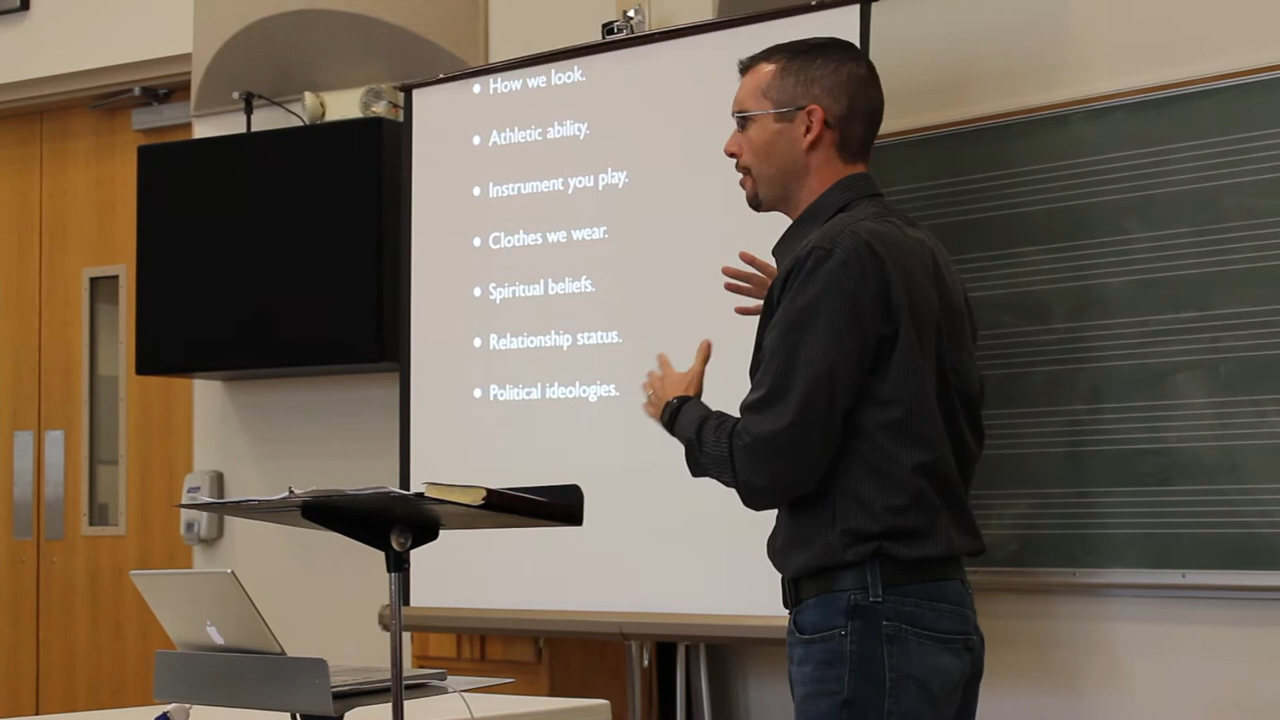 • How we look.
• Athletic ability.
• Instrument you play.
• Clothes we wear.
• Spiritual beliefs.
• Relationship status.
• Political ideologies.